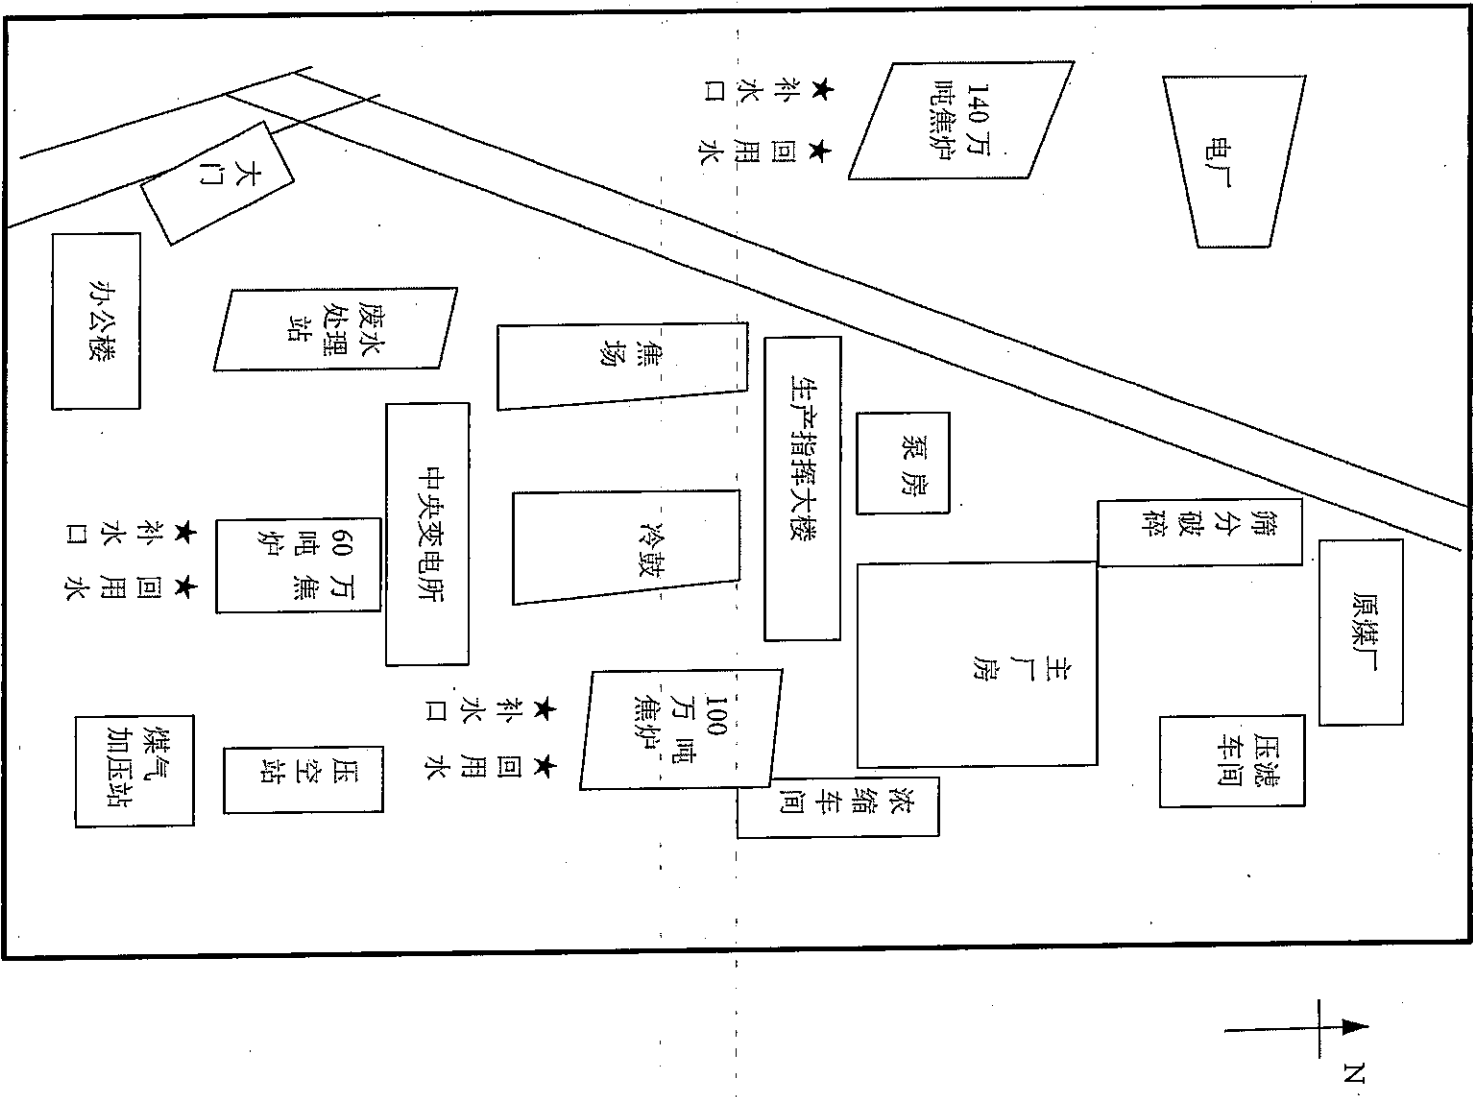 N
原煤厂
电厂
筛分破碎
压滤
车间
140万
吨焦炉
泵房
主厂房
浓缩车间
★补水口
★回用水
生产指挥大楼
焦场
冷鼓
100
万吨
焦炉
★补水口
★回用水
中央变电所
废水
处理
站
60万
吨焦
炉
压空站
大门
★补水口
★回用水
办公楼
煤气
加压站